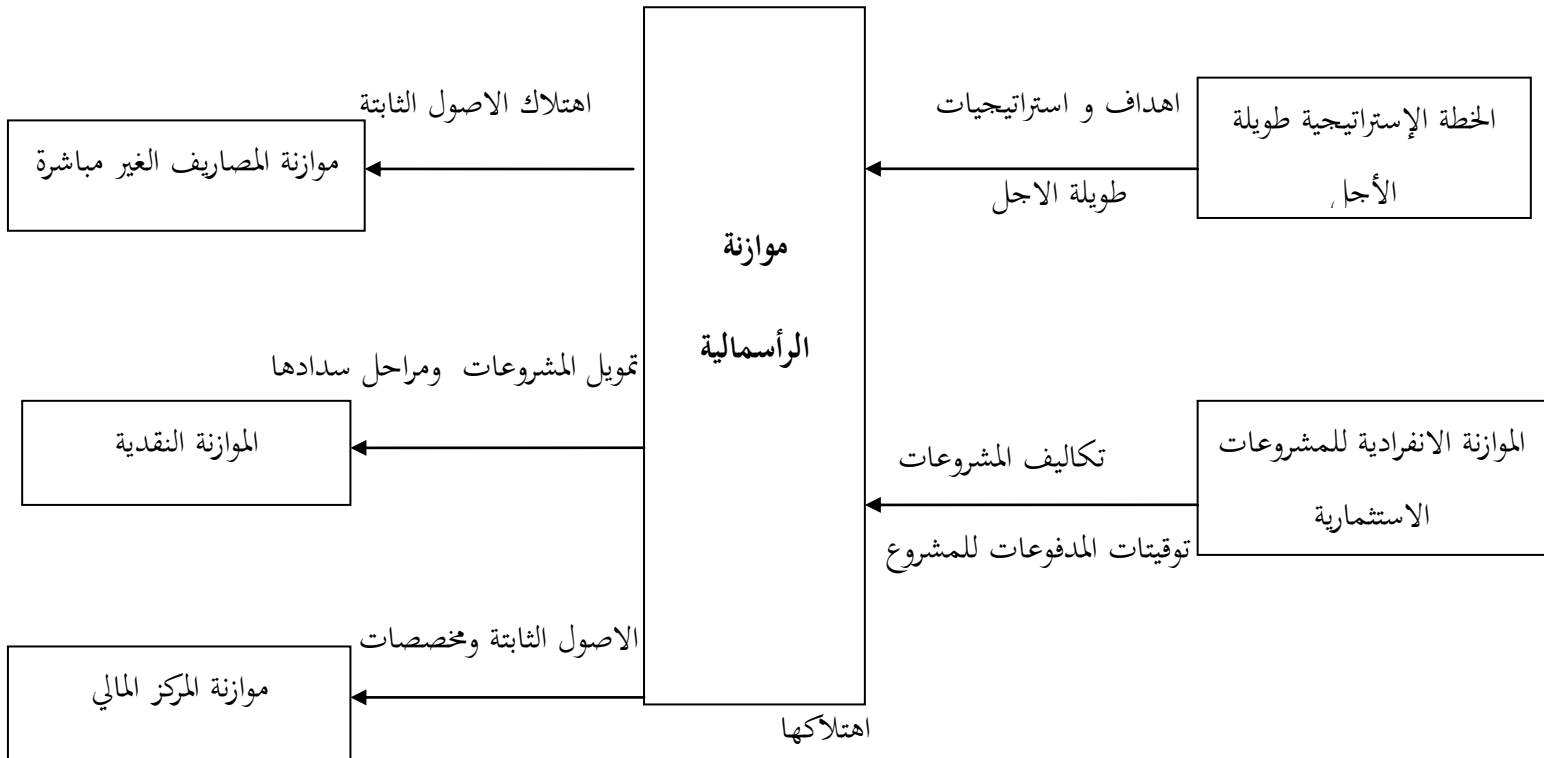 الخطة الإستراتيجية طويلة
الأجل
اهداف و استراتيجيات
طويلة الاجل
الموازنة الانفرادية للمشروعات
الاستثمارية
تكاليف المشروعات
توقيتات المدفوعات للمشروع
موازنة
الرأسمالية
اهتلاك الاصول الثابتة
موازنة المصاريف الغير مباشرة
تمويل المشروعات ومراحل سدادها
الموازنة النقدية
الاصول الثابتة ومخصصات
اهتلاكها
موازنة المركز المالي